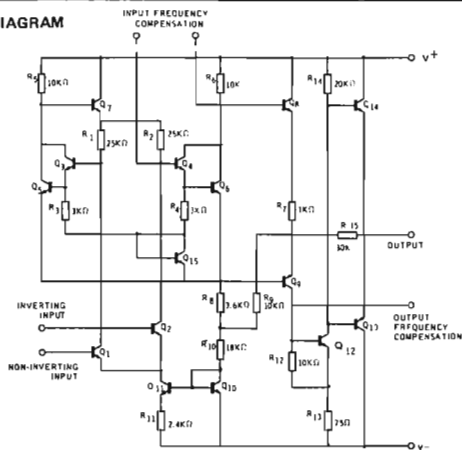 INPUT FREQUENCY
COMPENSATION
IAGRAM
V+
R5
10KΩ
R6
10K
R14
20KΩ
Q7
Q8
Q14
R1
25KΩ
R2
25KΩ
Q3
Q4
Q5
Q6
R3
3KΩ
R4
3KΩ
R7
1KΩ
R15
30K
OUTPUT
Q15
Q9
R8
3.6KΩ
R9
30KΩ
OUTPUT
FREQUENCY
COMPENSATION
INVERTING
INPUT
Q2
R10
18KΩ
Q13
Q12
NON-INVERTING
INPUT
Q1
R12
10KΩ
Q11
Q10
R11
2.4KΩ
R13
75Ω
V-